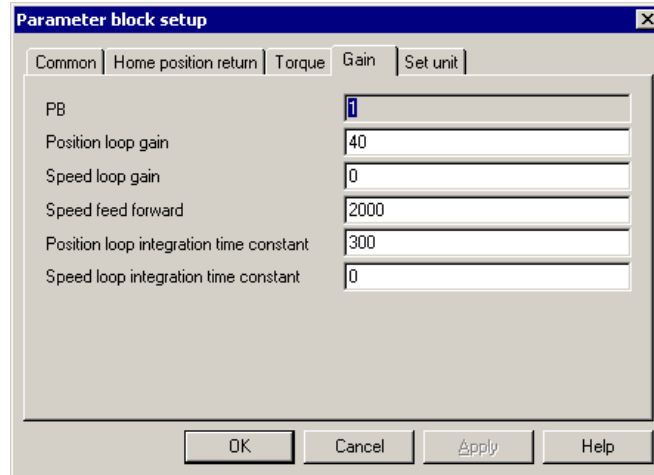 Parameter block setup
Common Home position return Torque Gain Set unit
PB 1
Position loop gain 40
Speed loop gain 0
Speed feed forward 2000
Position loop integration time constant 300
Speed loop integration time constant 0
OK Cancel Apply Help